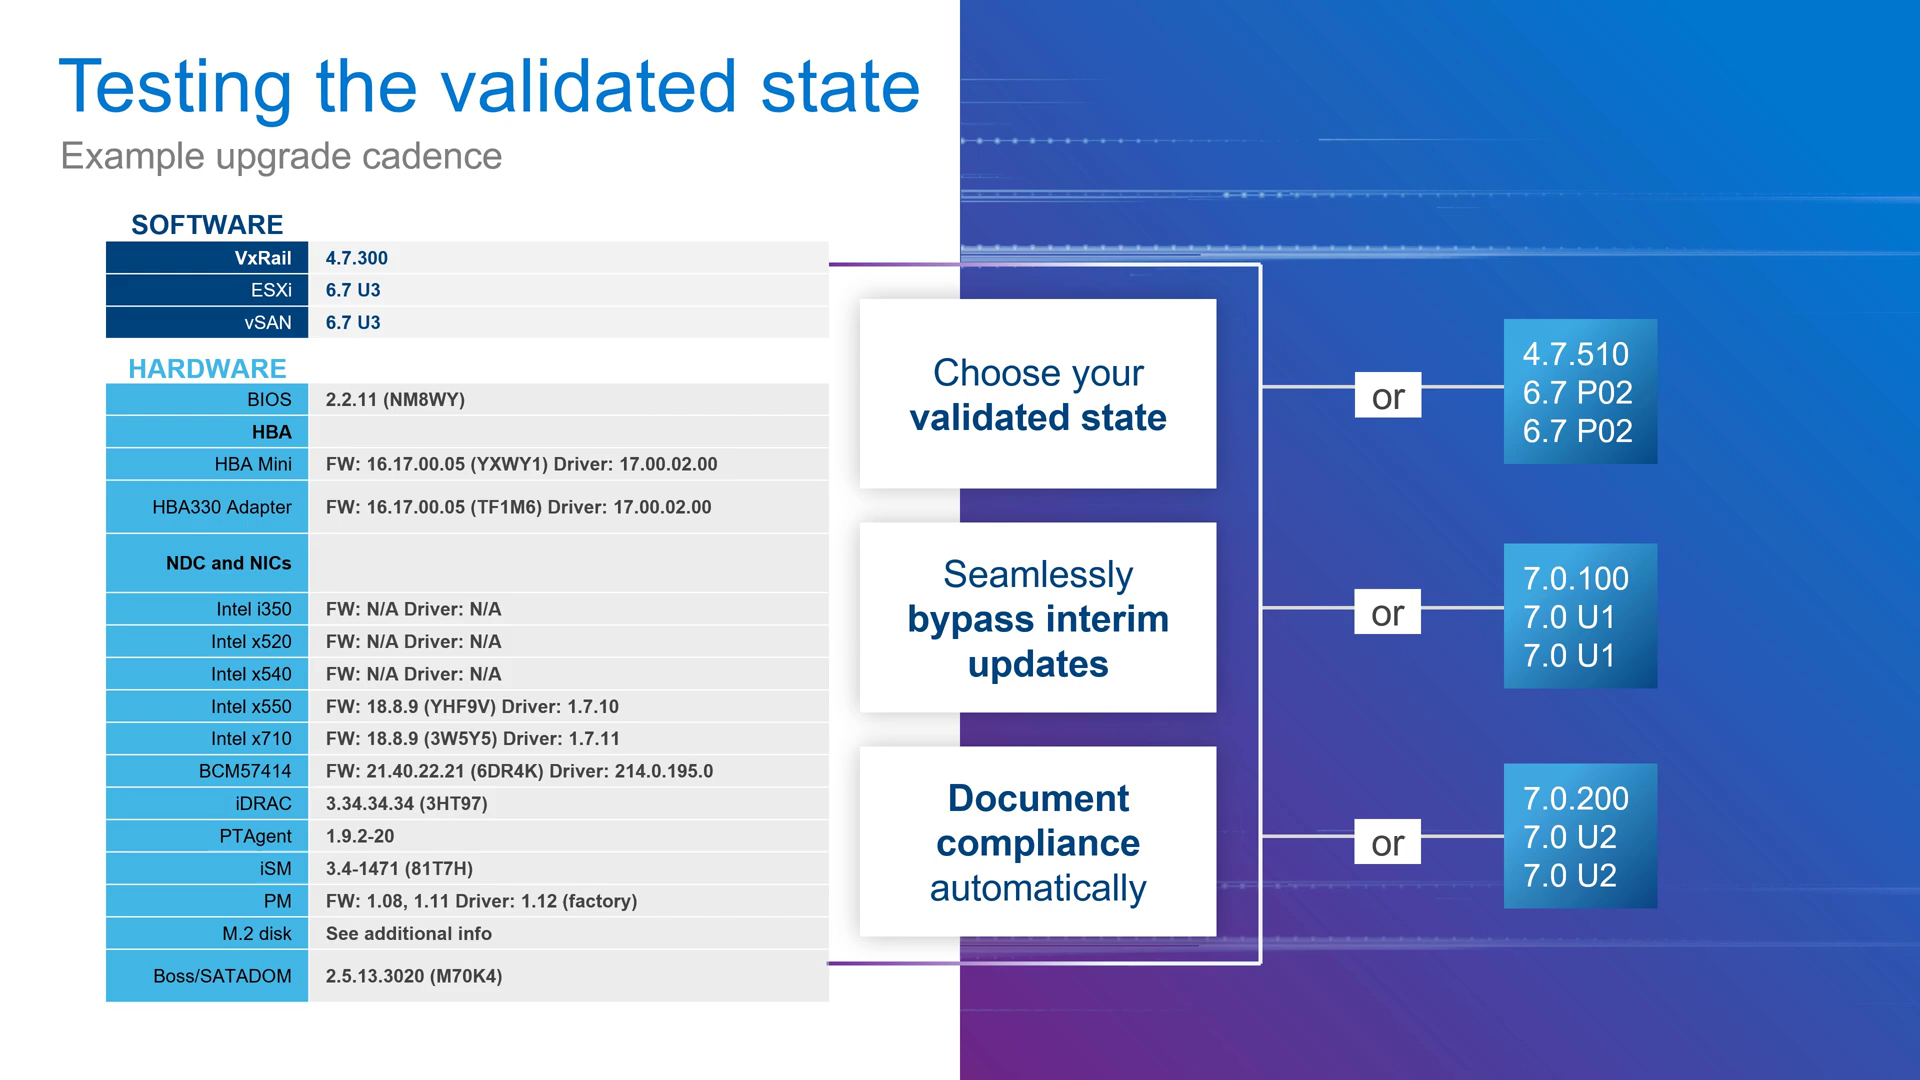 Testing the validated state
Example upgrade cadence
SOFTWARE
VxRail 4.7.300
ESXi 6.7 U3
vSAN 6.7 U3
HARDWARE
BIOS 2.2.11 (NM8WY)
HBA
HBA Mini FW: 16.17.00.05 (YXWY1) Driver: 17.00.02.00
HBA330 Adapter FW: 16.17.00.05 (TF1M6) Driver: 17.00.02.00
NDC and NICs
Intel i350 FW: N/A Driver: N/A
Intel x520 FW: N/A Driver: N/A
Intel x540 FW: N/A Driver: N/A
Intel x550 FW: 18.8.9 (YHF9V) Driver: 1.7.10
Intel x710 FW: 18.8.9 (3W5Y5) Driver: 1.7.11
BCM57414 FW: 21.40.22.21 (6DR4K) Driver: 214.0.195.0
iDRAC 3.34.34.34 (3HT97)
PTAgent 1.9.2-20
iSM 3.4-1471 (81T7H)
PM FW: 1.08, 1.11 Driver: 1.12 (factory)
M.2 disk See additional info
Boss/SATADOM 2.5.13.3020 (M70K4)
Choose your
validated state
Seamlessly
bypass interim
updates
Document
compliance
automatically
or
4.7.510
6.7 P02
6.7 P02
or
7.0.100
7.0 U1
7.0 U1
or
7.0.200
7.0 U2
7.0 U2